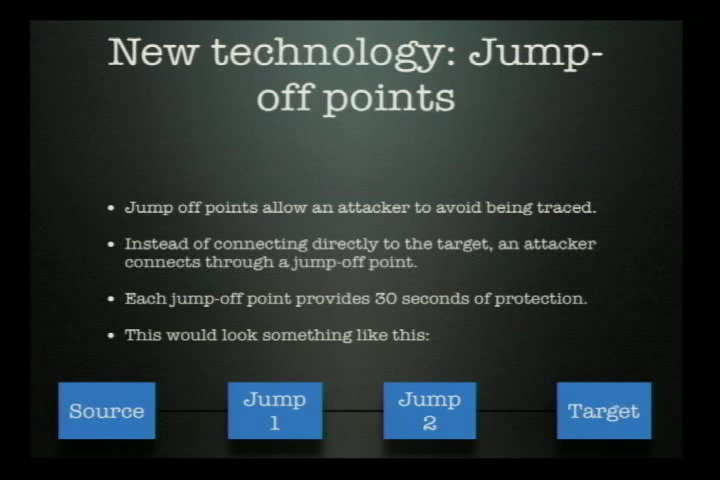 New technology: Jump-
off points
• Jump off points allow an attacker to avoid being traced.
• Instead of connecting directly to the target, an attacker
connects through a jump-off point.
• Each jump-off point provides 30 seconds of protection.
• This would look something like this:
Source
Jump
1
Jump
2
Target